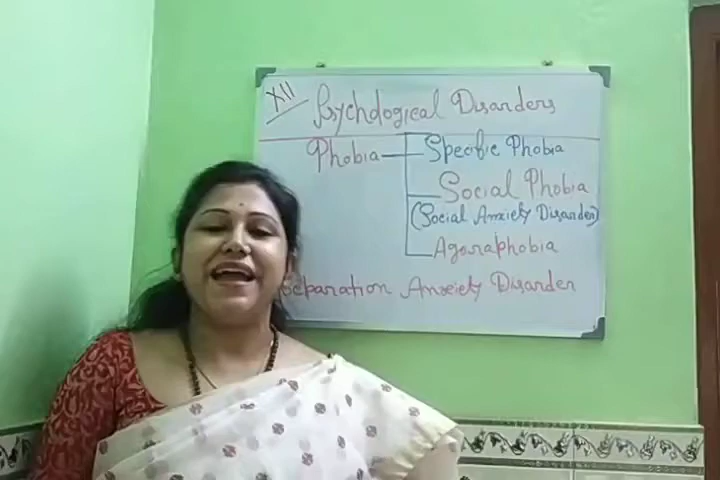 XII
Psychological Disorders
Phobia Specific Phobia
Social Phobia
(Social Anxiety Disorder)
Agoraphobia
Separation Anxiety Disorder